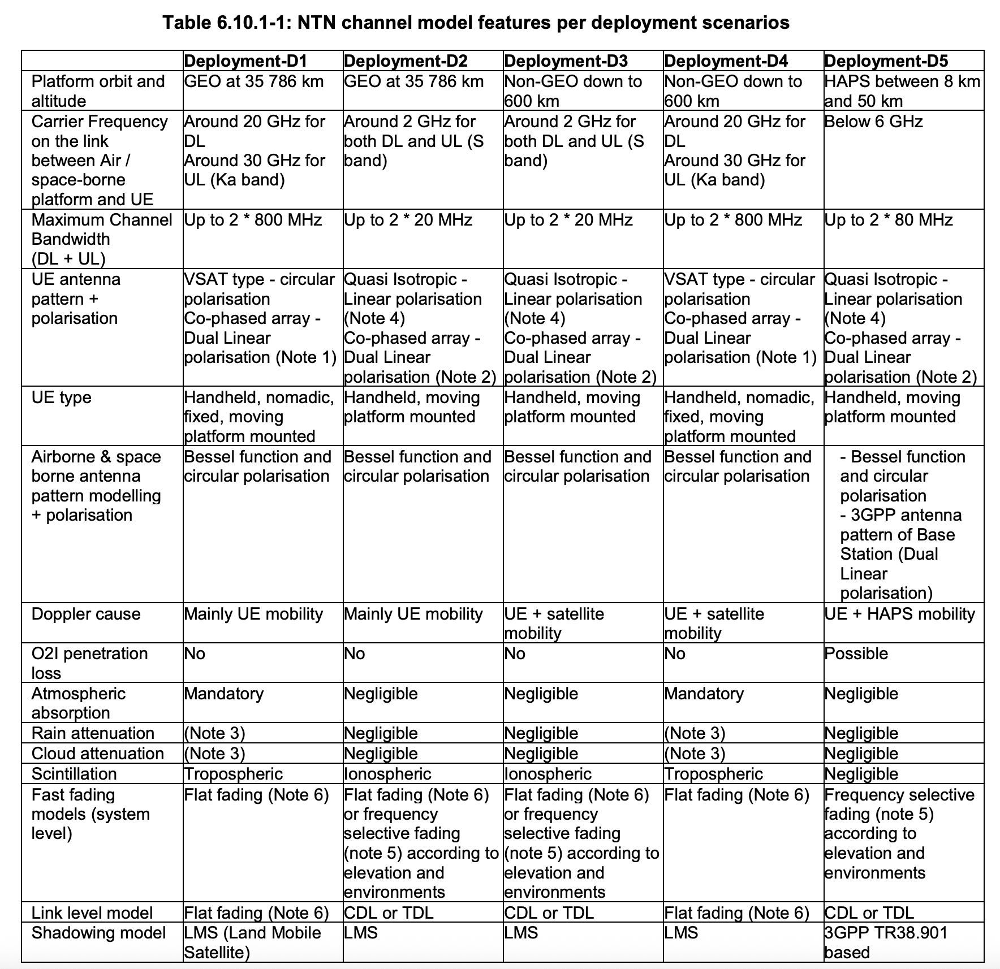 Table 6.10.1-1: NTN channel model features per deployment scenarios
Deployment-D1 Deployment-D2 Deployment-D3 Deployment-D4 Deployment-D5
Platform orbit and
altitude
GEO at 35 786 km
GEO at 35 786 km
Non-GEO down to
600 km
Non-GEO down to
600 km
HAPS between 8 km
and 50 km
Carrier Frequency
on the link
between Air /
space-borne
platform and UE
Around 20 GHz for
DL
Around 30 GHz for
UL (Ka band)
Around 2 GHz for
both DL and UL (S
band)
Around 2 GHz for
both DL and UL (S
band)
Around 20 GHz for
DL
Around 30 GHz for
UL (Ka band)
Below 6 GHz
Maximum Channel
Bandwidth
(DL + UL)
Up to 2 * 800 MHz
Up to 2 * 20 MHz
Up to 2 * 20 MHz
Up to 2 * 800 MHz
Up to 2 * 80 MHz
UE antenna
pattern +
polarisation
VSAT type - circular
polarisation
Co-phased array -
Dual Linear
polarisation (Note 1)
Quasi Isotropic -
Linear polarisation
(Note 4)
Co-phased array -
Dual Linear
polarisation (Note 2)
Quasi Isotropic -
Linear polarisation
(Note 4)
Co-phased array -
Dual Linear
polarisation (Note 2)
VSAT type - circular
polarisation
Co-phased array -
Dual Linear
polarisation (Note 1)
Quasi Isotropic -
Linear polarisation
(Note 4)
Co-phased array -
Dual Linear
polarisation (Note 2)
UE type
Handheld, nomadic,
fixed, moving
platform mounted
Handheld, moving
platform mounted
Handheld, moving
platform mounted
Handheld, nomadic,
fixed, moving
platform mounted
Handheld, moving
platform mounted
Airborne & space
borne antenna
pattern modelling
+ polarisation
Bessel function and
circular polarisation
Bessel function and
circular polarisation
Bessel function and
circular polarisation
Bessel function and
circular polarisation
- Bessel function
and circular
polarisation
- 3GPP antenna
pattern of Base
Station (Dual
Linear
polarisation)
Doppler cause
Mainly UE mobility
Mainly UE mobility
UE + satellite
mobility
UE + satellite
mobility
UE + HAPS mobility
O2I penetration
loss
No
No
No
No
Possible
Atmospheric
absorption
Mandatory
Negligible
Negligible
Mandatory
Negligible
Rain attenuation
(Note 3)
Negligible
Negligible
(Note 3)
Negligible
Cloud attenuation
(Note 3)
Negligible
Negligible
(Note 3)
Negligible
Scintillation
Tropospheric
Ionospheric
Ionospheric
Tropospheric
Negligible
Fast fading
models (system
level)
Flat fading (Note 6)
Flat fading (Note 6)
or frequency
selective fading
(note 5) according to
elevation and
environments
Flat fading (Note 6)
or frequency
selective fading
(note 5) according to
elevation and
environments
Flat fading (Note 6)
Frequency selective
fading (note 5)
according to
elevation and
environments
Link level model
Flat fading (Note 6)
CDL or TDL
CDL or TDL
Flat fading (Note 6)
CDL or TDL
Shadowing model
LMS (Land Mobile
Satellite)
LMS
LMS
LMS
3GPP TR38.901
based